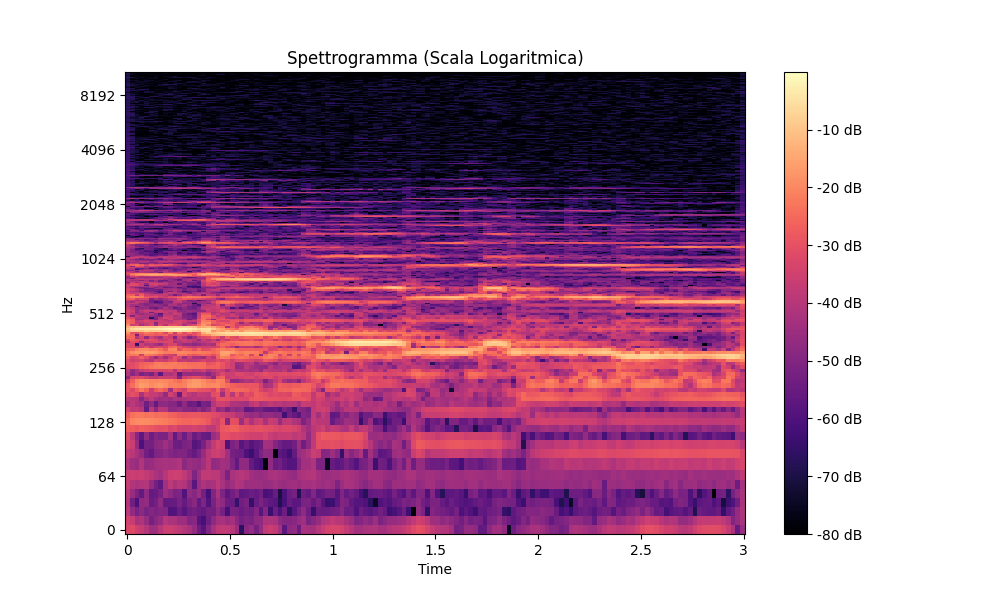 Spettrogramma (Scala Logaritmica)
8192
4096
2048
1024
512
256
128
64
0
Hz
0 0.5 1 1.5 2 2.5 3
Time
-10 dB
-20 dB
-30 dB
-40 dB
-50 dB
-60 dB
-70 dB
-80 dB